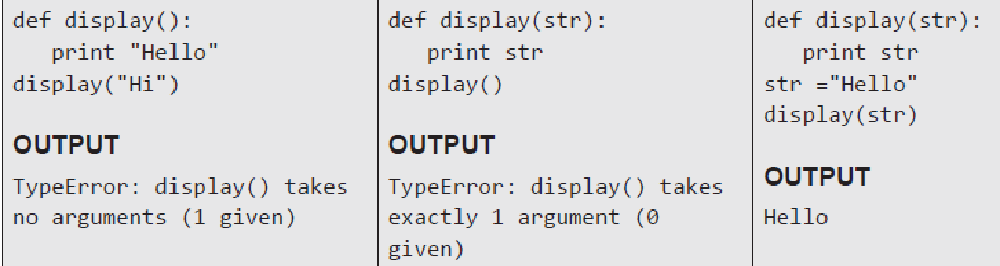 def display():
   print "Hello"
display("Hi")
OUTPUT
TypeError: display() takes
no arguments (1 given)
def display(str):
   print str
display()
OUTPUT
TypeError: display() takes
exactly 1 argument (0
given)
def display(str):
   print str
str ="Hello"
display(str)
OUTPUT
Hello